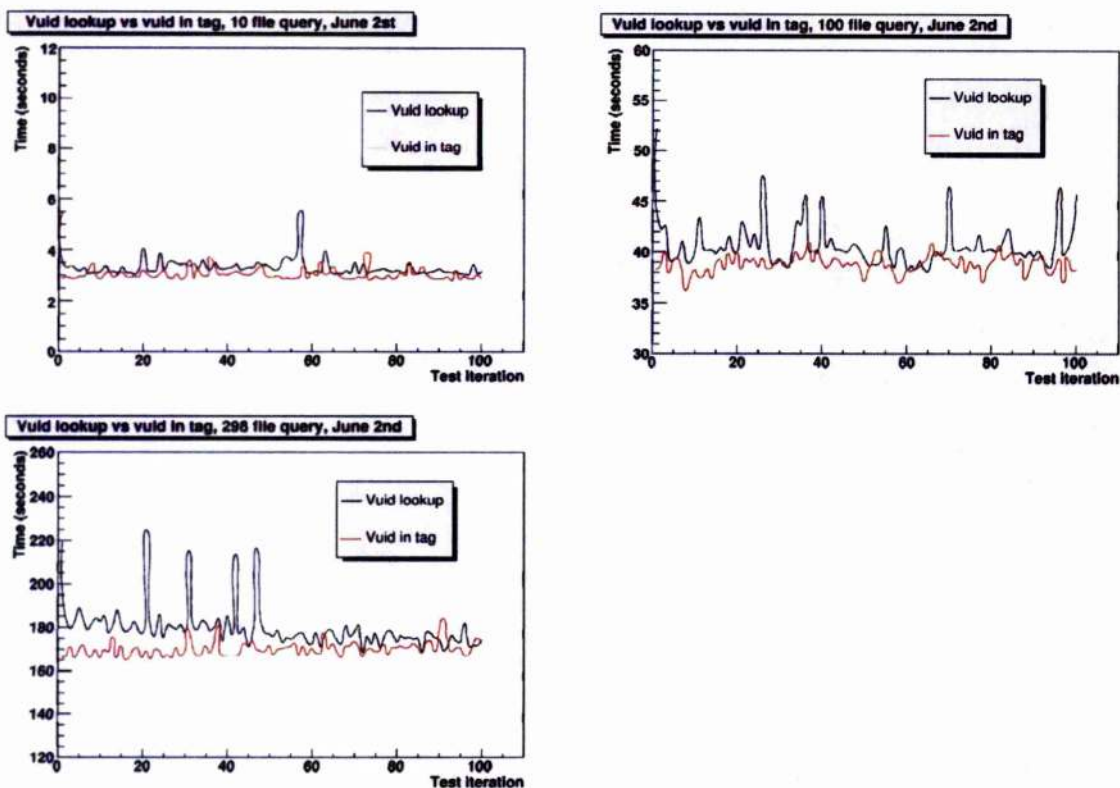 Vuid lookup vs vuid in tag, 10 file query, June 2st
Time (seconds)
12
10
8
6
4
2
0
Vuid lookup
Vuid in tag
0 20 40 60 80 100
Test iteration
Vuid lookup vs vuid in tag, 100 file query, June 2nd
Time (seconds)
60
55
50
45
40
35
30
Vuid lookup
Vuid in tag
0 20 40 60 80 100
Test iteration
Vuid lookup vs vuid in tag, 298 file query, June 2nd
Time (seconds)
260
240
220
200
180
160
140
120
Vuid lookup
Vuid in tag
0 20 40 60 80 100
Test iteration